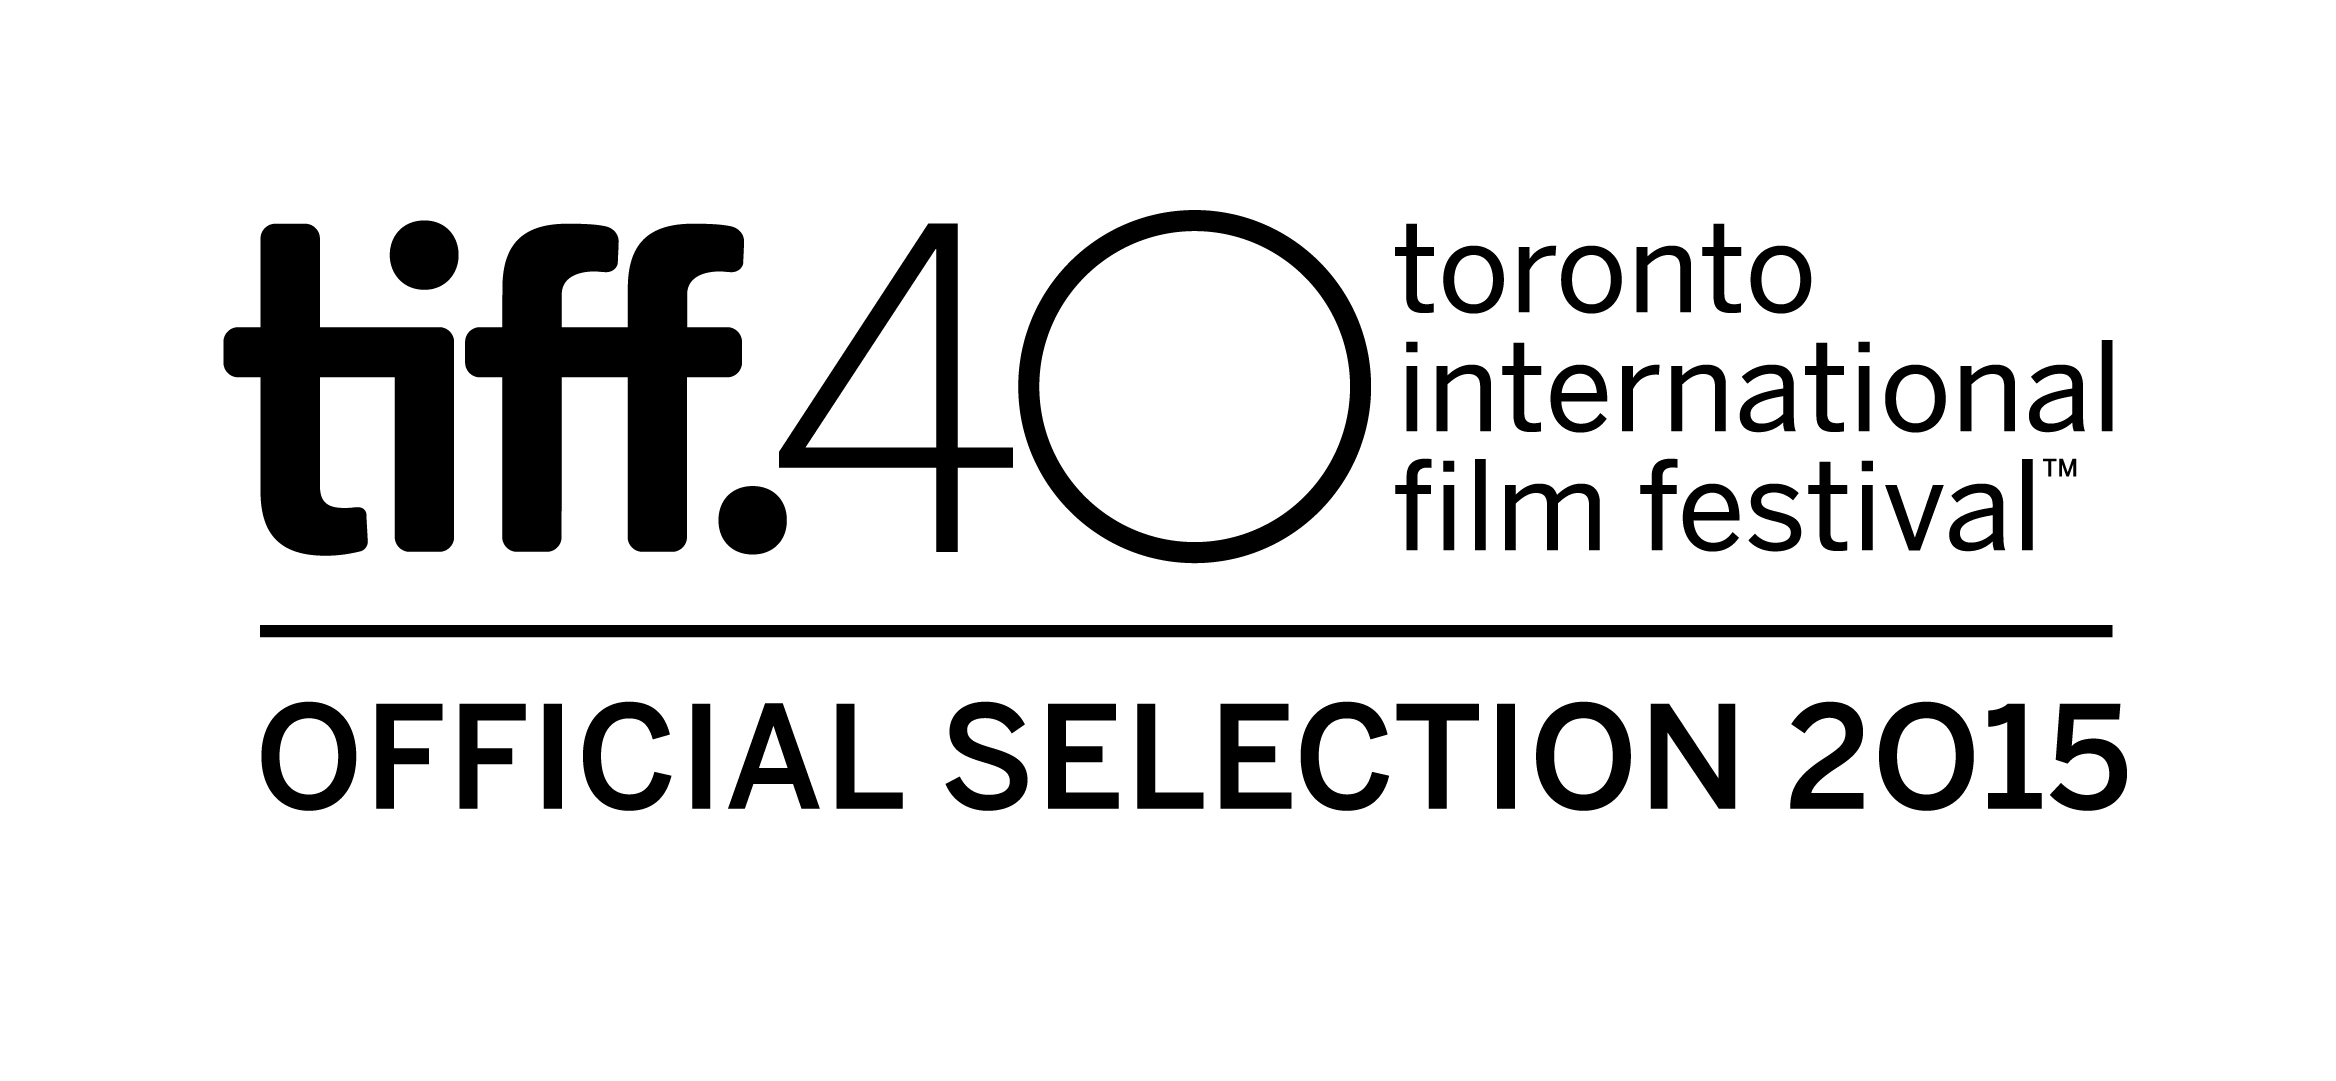 tiff.40
toronto
international
film festival™
OFFICIAL SELECTION 2015